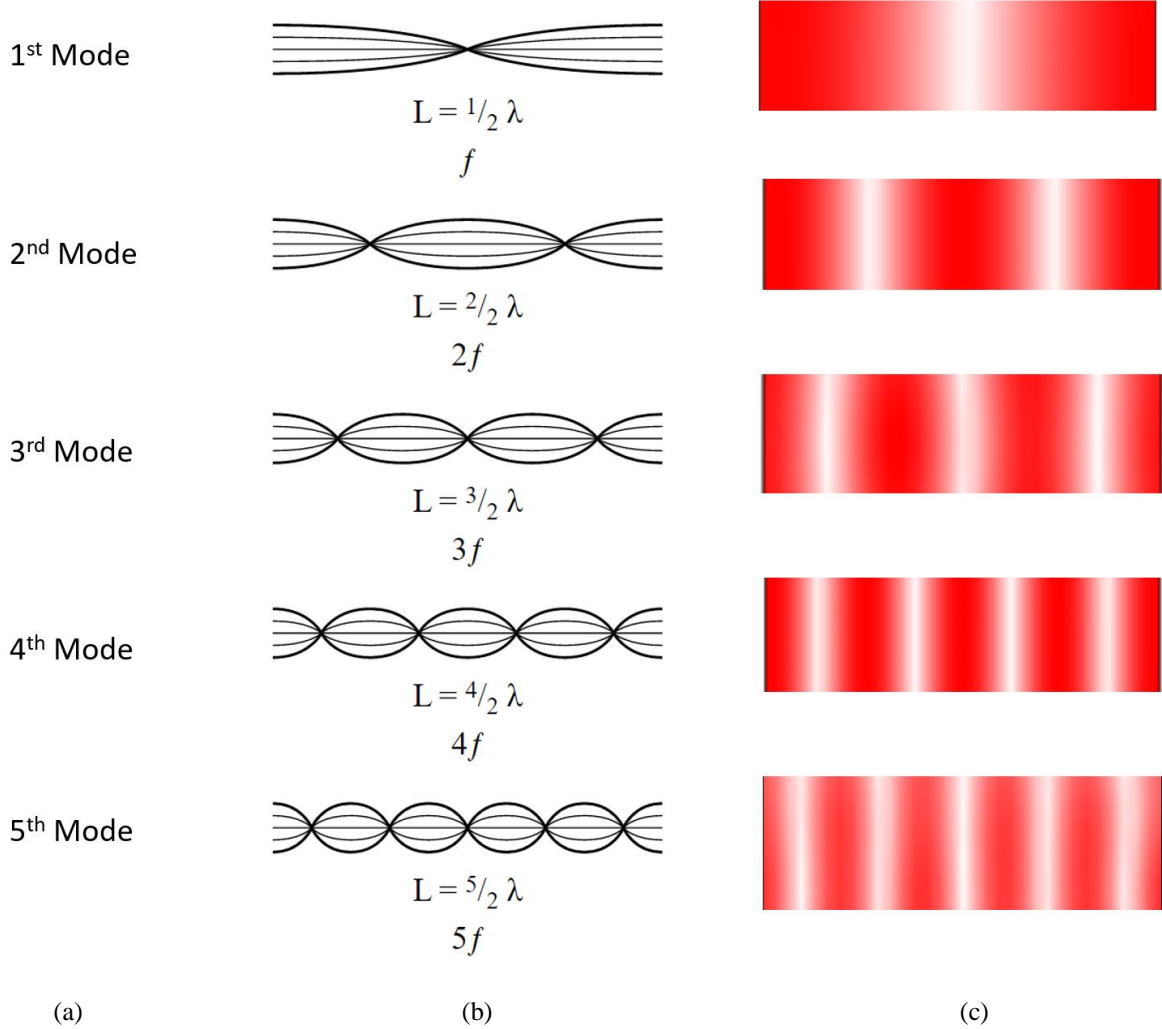 1st Mode
L = 1/2 λ
f
2nd Mode
L = 2/2 λ
2f
3rd Mode
L = 3/2 λ
3f
4th Mode
L = 4/2 λ
4f
5th Mode
L = 5/2 λ
5f
(a) (b) (c)